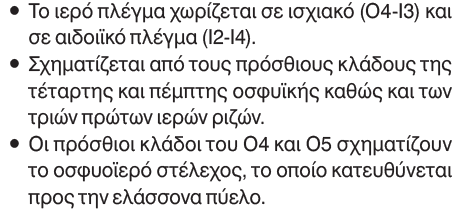 • Το ιερό πλέγμα χωρίζεται σε ισχιακό (Ο4-Ι3) και
σε αιδοιϊκό πλέγμα (Ι2-Ι4).
• Σχηματίζεται από τους πρόσθιους κλάδους της
τέταρτης και πέμπτης οσφυϊκής καθώς και των
τριών πρώτων ιερών ριζών.
• Οι πρόσθιοι κλάδοι του Ο4 και Ο5 σχηματίζουν
το οσφυοϊερό στέλεχος, το οποίο κατευθύνεται
προς την ελάσσονα πύελο.